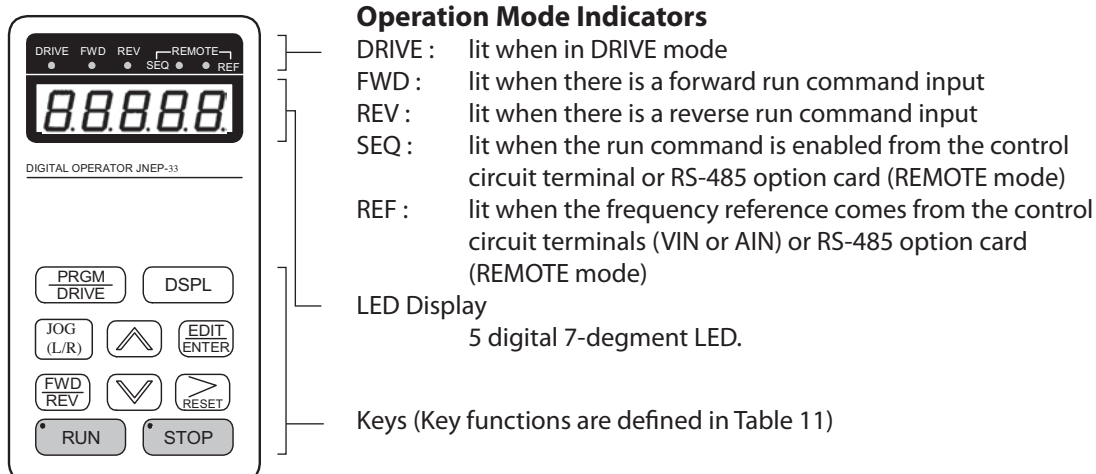 Operation Mode Indicators
DRIVE : lit when in DRIVE mode
FWD : lit when there is a forward run command input
REV : lit when there is a reverse run command input
SEQ : lit when the run command is enabled from the control
circuit terminal or RS-485 option card (REMOTE mode)
REF : lit when the frequency reference comes from the control
circuit terminals (VIN or AIN) or RS-485 option card
(REMOTE mode)
LED Display
5 digital 7-degment LED.
Keys (Key functions are defined in Table 11)
DRIVE FWD REV REMOTE
SEQ REF
8.8.8.8.8.
DIGITAL OPERATOR JNEP-33
PRGM
DRIVE
DSPL
JOG
(L/R)
EDIT
ENTER
FWD
REV
RESET
RUN STOP